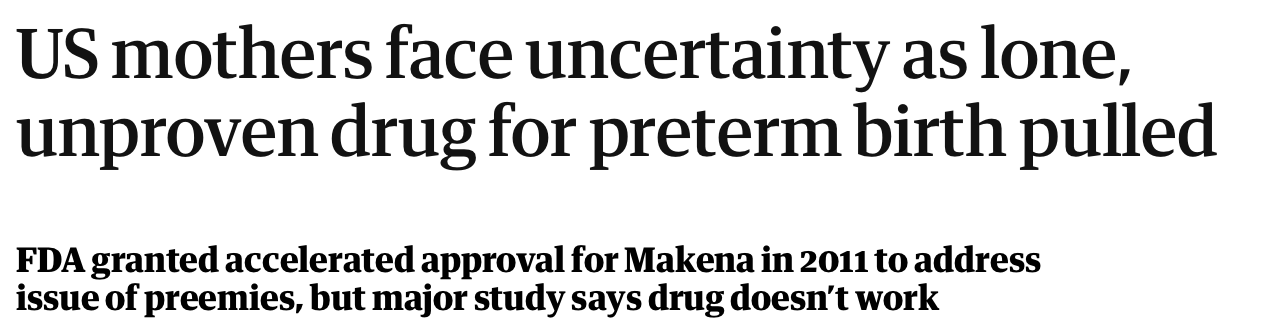 US mothers face uncertainty as lone,
unproven drug for preterm birth pulled
FDA granted accelerated approval for Makena in 2011 to address
issue of preemies, but major study says drug doesn’t work